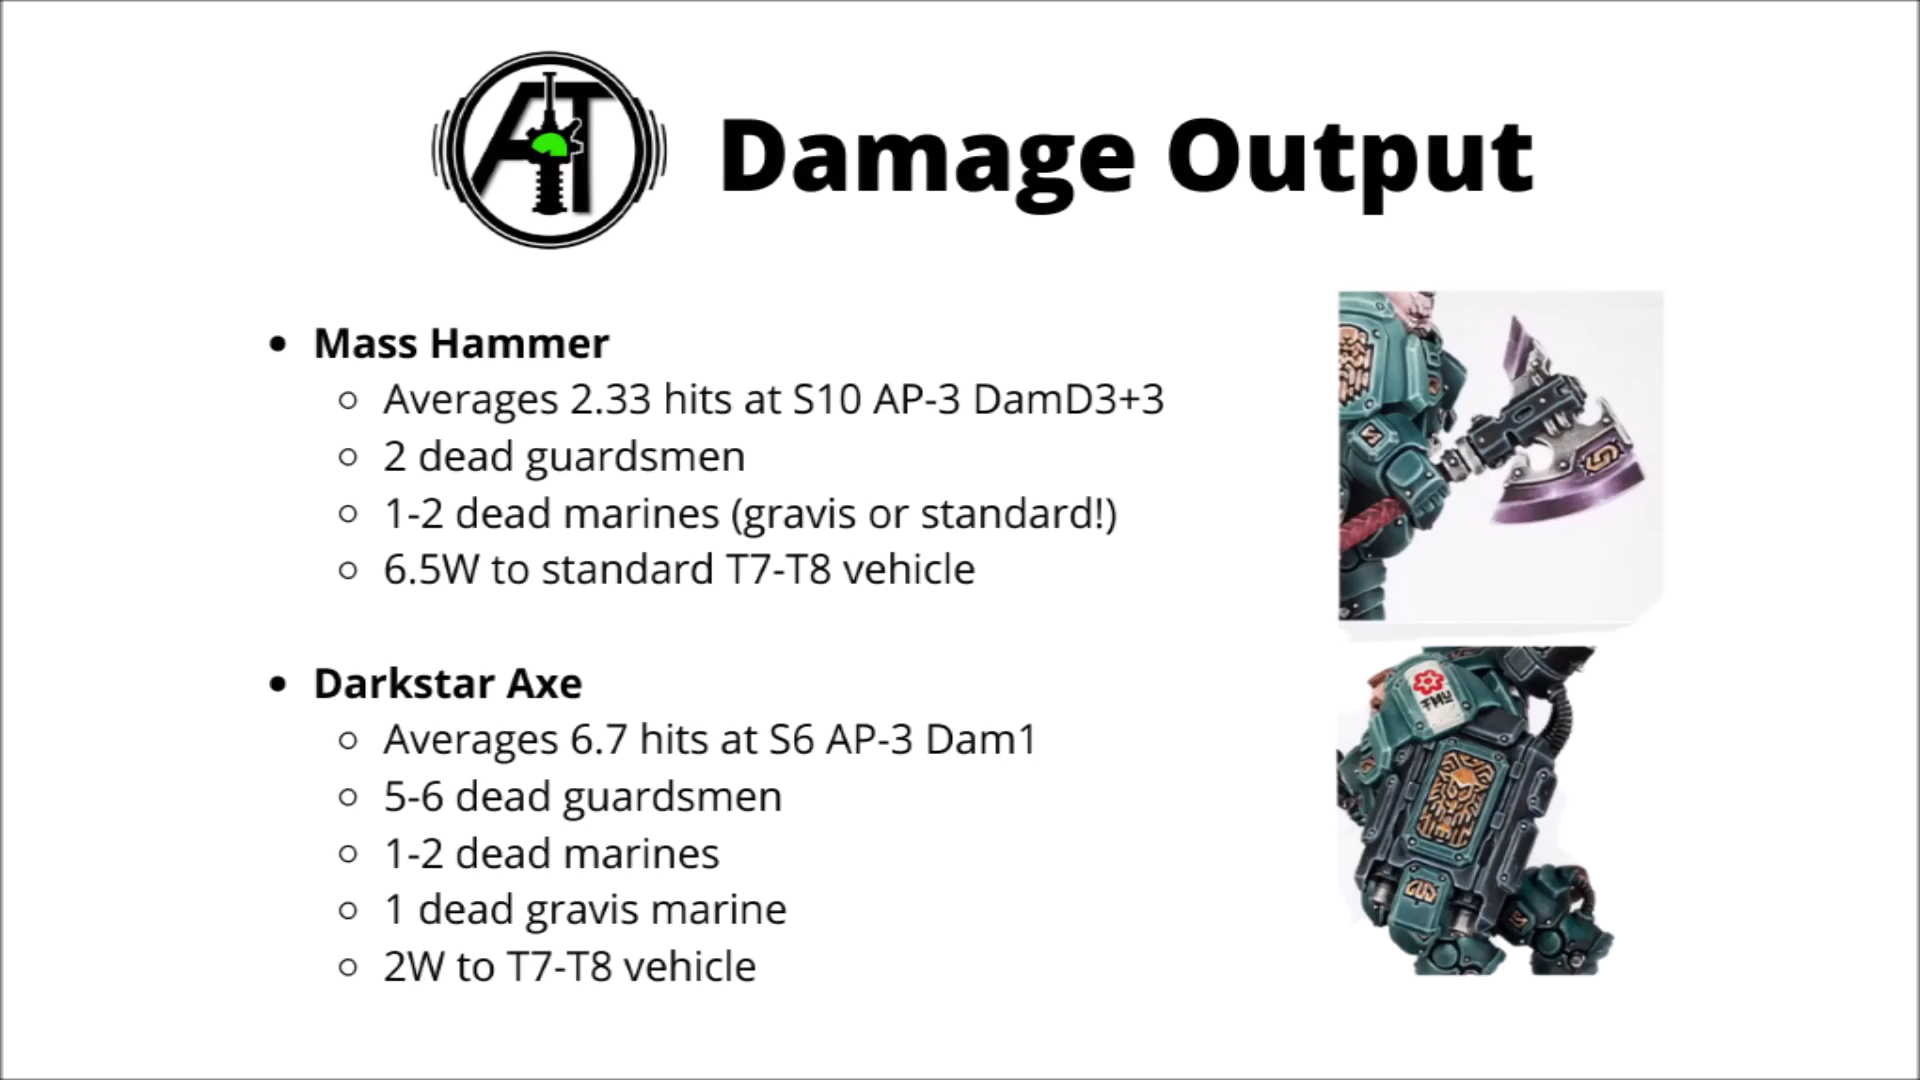 AT
Damage Output
Mass Hammer
Averages 2.33 hits at S10 AP-3 DamD3+3
2 dead guardsmen
1-2 dead marines (gravis or standard!)
6.5W to standard T7-T8 vehicle
Darkstar Axe
Averages 6.7 hits at S6 AP-3 Dam1
5-6 dead guardsmen
1-2 dead marines
1 dead gravis marine
2W to T7-T8 vehicle